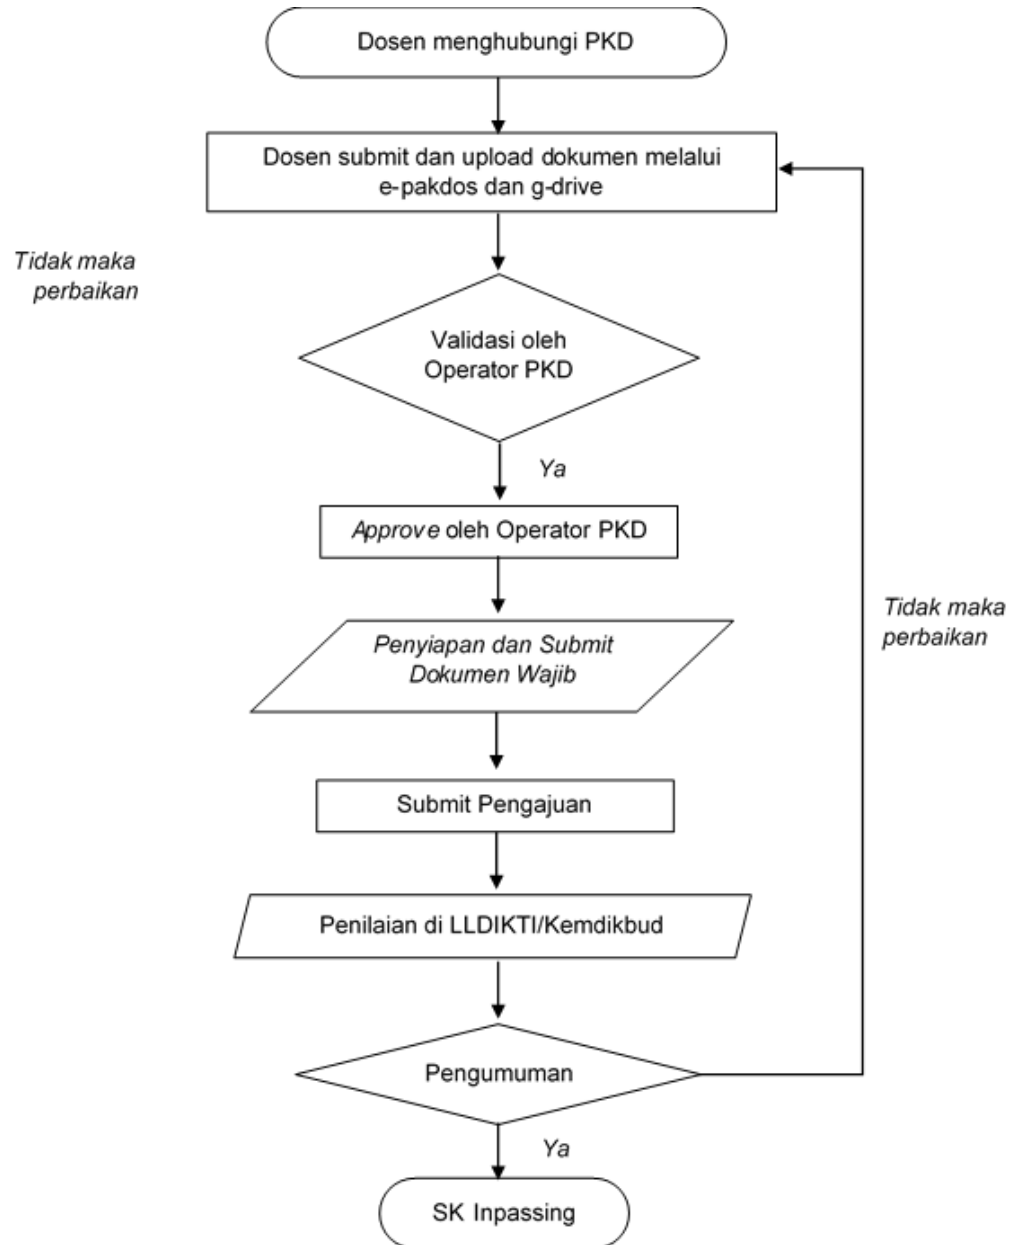 Dosen menghubungi PKD
Dosen submit dan upload dokumen melalui
e-pakdos dan g-drive
Tidak maka
perbaikan
Validasi oleh
Operator PKD
Ya
Approve oleh Operator PKD
Penyiapan dan Submit
Dokumen Wajib
Tidak maka
perbaikan
Submit Pengajuan
Penilaian di LLDIKTI/Kemdikbud
Pengumuman
Ya
SK Inpassing